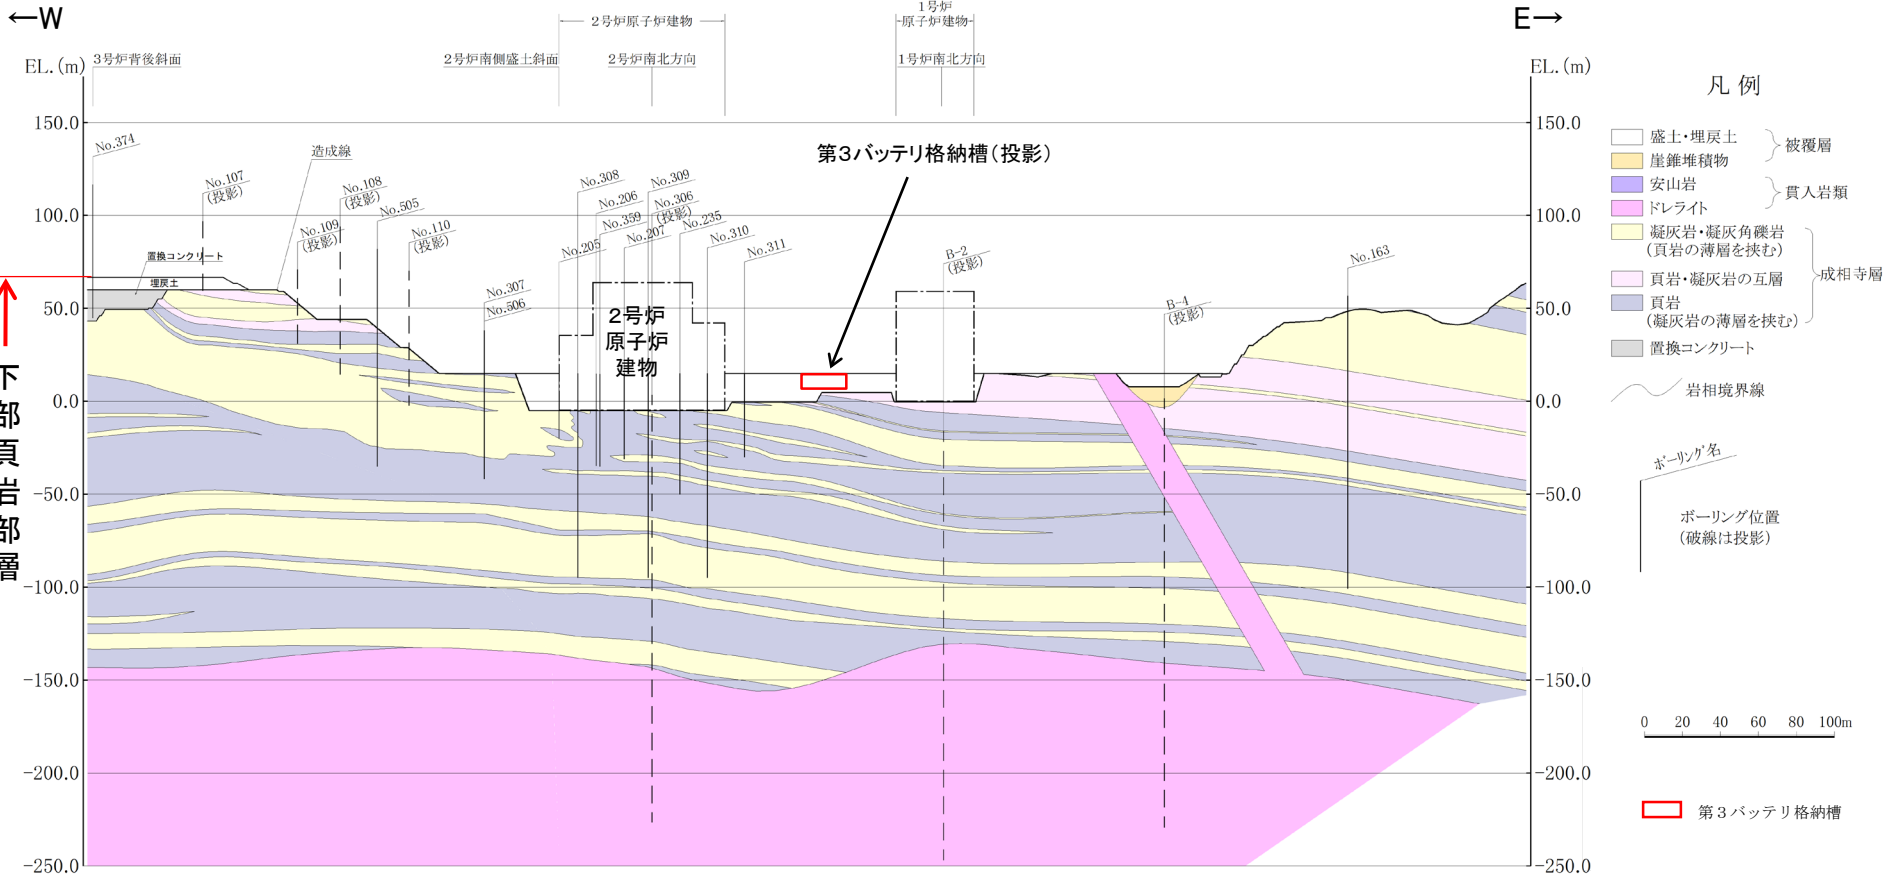 ←W
E→
2号炉原子炉建物
1号炉
原子炉建物
3号炉背後斜面
2号炉南側盛土斜面
2号炉南北方向
1号炉南北方向
EL.(m)
EL.(m)
150.0
100.0
50.0
0.0
-50.0
-100.0
-150.0
-200.0
-250.0
150.0
100.0
50.0
0.0
-50.0
-100.0
-150.0
-200.0
-250.0
No.374
No.107
(投影)
造成線
No.109
(投影)
No.108
(投影)
No.505
No.110
(投影)
置換コンクリート
埋戻土
No.307
No.506
No.205
No.308
No.206
No.359
No.207
No.309
No.306
(投影)
No.235
No.310
No.311
2号炉
原子炉
建物
第3バッテリ格納槽(投影)
B-2
(投影)
B-4
(投影)
No.163
下部頁岩部層
凡 例
盛土・埋戻土
崖錐堆積物
被覆層
安山岩
ドレライト
貫入岩類
凝灰岩・凝灰角礫岩
(頁岩の薄層を挟む)
頁岩・凝灰岩の互層
頁岩
(凝灰岩の薄層を挟む)
成相寺層
置換コンクリート
岩相境界線
ボーリング名
ボーリング位置
(破線は投影)
0 20 40 60 80 100m
第3バッテリ格納槽